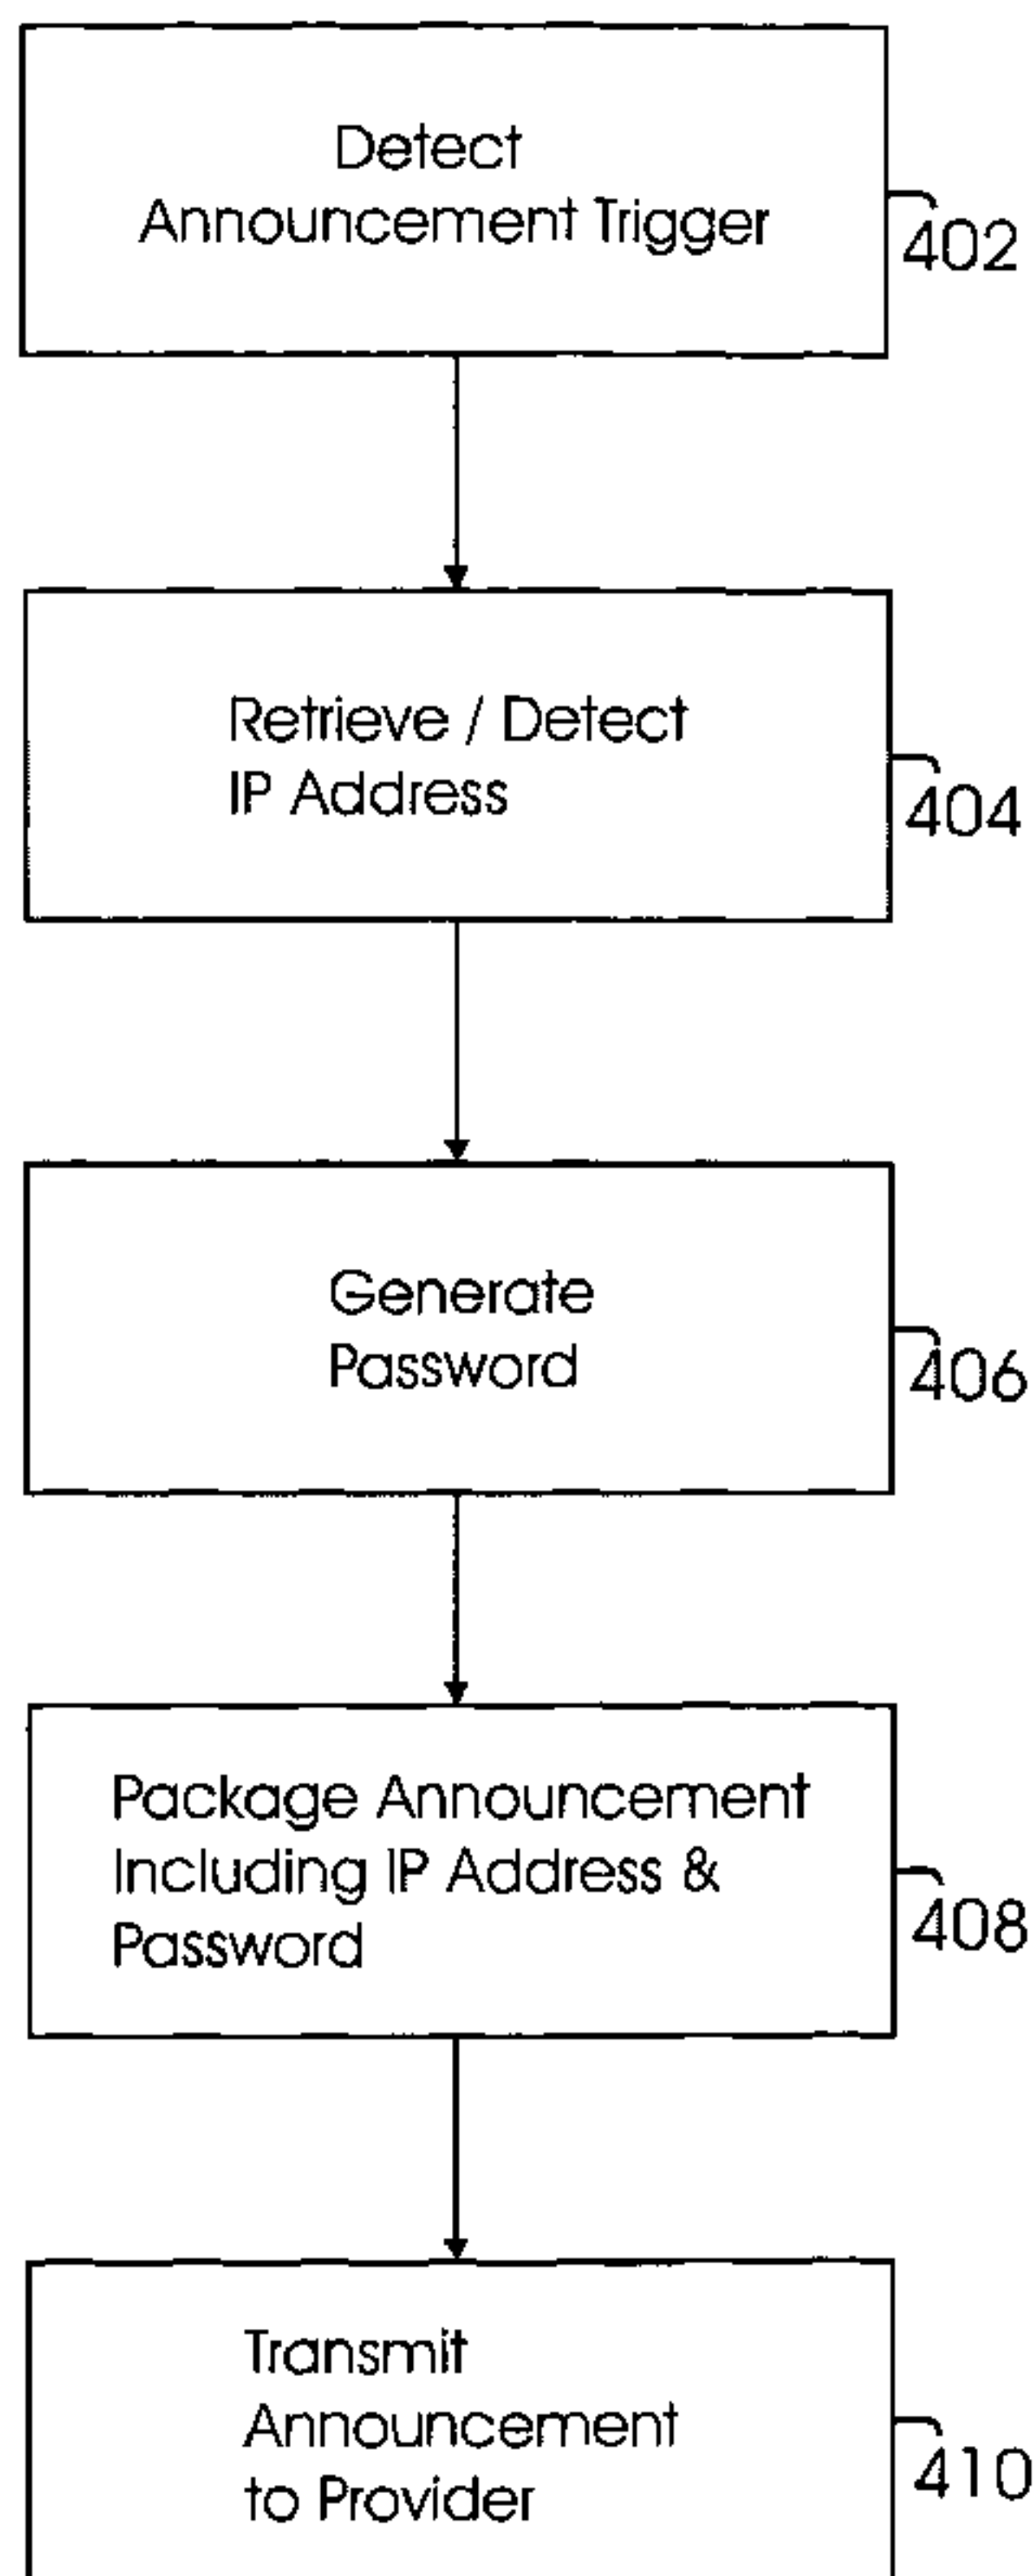 Detect
Announcement Trigger
402
Retrieve / Detect
IP Address
404
Generate
Password
406
Package Announcement
Including IP Address &
Password
408
Transmit
Announcement
to Provider
410